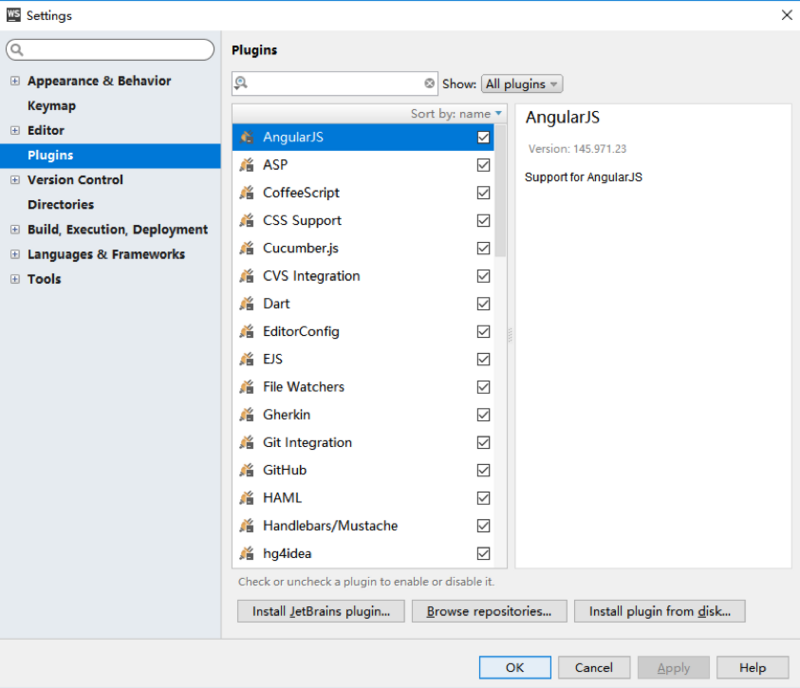 WS Settings
Appearance & Behavior
Keymap
Editor
Plugins
Version Control
Directories
Build, Execution, Deployment
Languages & Frameworks
Tools
Plugins
Show: All plugins
Sort by: name
AngularJS
ASP
CoffeeScript
CSS Support
Cucumber.js
CVS Integration
Dart
EditorConfig
EJS
File Watchers
Gherkin
Git Integration
GitHub
HAML
Handlebars/Mustache
hg4idea
AngularJS
Version: 145.971.23
Support for AngularJS
Check or uncheck a plugin to enable or disable it.
Install JetBrains plugin... Browse repositories... Install plugin from disk...
OK Cancel Apply Help